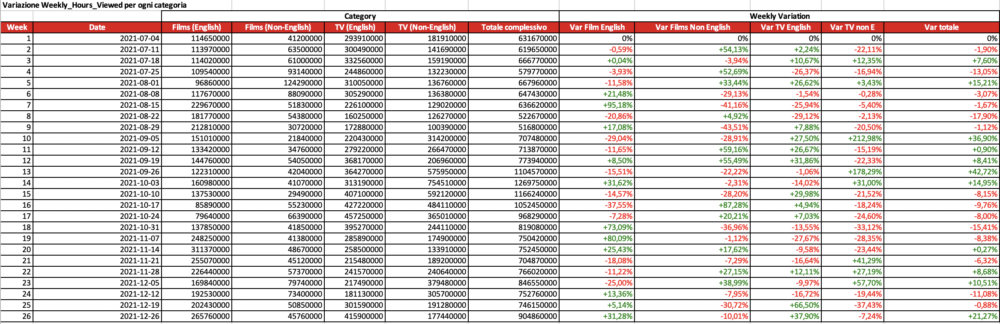 Variazione Weekly_Hours_Viewed per ogni categoria
Category Weekly Variation
Week Date Films (English) Films (Non-English) TV (English) TV (Non-English) Totale complessivo Var Film English Var Films Non English Var TV English Var TV non E Var totale
1 2021-07-04 114650000 41200000 293910000 181910000 631670000 0% 0% 0% 0% 0%
2 2021-07-11 113970000 63500000 300490000 141690000 619650000 -0,59% +54,13% +2,24% -22,11% -1,90%
3 2021-07-18 114020000 61000000 332560000 159190000 666770000 +0,04% -3,94% +10,67% +12,35% +7,60%
4 2021-07-25 109540000 93140000 244860000 132230000 579770000 -3,93% +52,69% -26,37% -16,94% -13,05%
5 2021-08-01 96860000 124290000 310050000 136760000 667960000 -11,58% +33,44% +26,62% +3,43% +15,21%
6 2021-08-08 117670000 88090000 305290000 136380000 647430000 +21,48% -29,13% -1,54% -0,28% -3,07%
7 2021-08-15 229670000 51830000 226100000 129020000 636620000 +95,18% -41,16% -25,94% -5,40% -1,67%
8 2021-08-22 181770000 54380000 160250000 126270000 522670000 -20,86% +4,92% -29,12% -2,13% -17,90%
9 2021-08-29 212810000 30720000 172880000 100390000 516800000 +17,08% -43,51% +7,88% -20,50% -1,12%
10 2021-09-05 151010000 21840000 220430000 314200000 707480000 -29,04% -28,91% +27,50% +212,98% +36,90%
11 2021-09-12 133420000 34760000 279220000 266470000 713870000 -11,65% +59,16% +26,67% -15,19% +0,90%
12 2021-09-19 144760000 54050000 368170000 206960000 773940000 +8,50% +55,49% +31,86% -22,33% +8,41%
13 2021-09-26 122310000 42040000 364270000 575950000 1104570000 -15,51% -22,22% -1,06% +178,29% +42,72%
14 2021-10-03 160980000 41070000 313190000 754510000 1269750000 +31,62% -2,31% -14,02% +31,00% +14,95%
15 2021-10-10 137530000 29490000 407100000 592120000 1166240000 -14,57% -28,20% +29,98% -21,52% -8,15%
16 2021-10-17 85890000 55230000 427220000 484110000 1052450000 -37,55% +87,28% +4,94% -18,24% -9,76%
17 2021-10-24 79640000 66390000 457250000 365010000 968290000 -7,28% +20,21% +7,03% -24,60% -8,00%
18 2021-10-31 137850000 41850000 395270000 244110000 819080000 +73,09% -36,96% -13,55% -33,12% -15,41%
19 2021-11-07 248250000 41380000 285890000 174900000 750420000 +80,09% -1,12% -27,67% -28,35% -8,38%
20 2021-11-14 311370000 48670000 258500000 133910000 752450000 +25,43% +17,62% -9,58% -23,44% +0,27%
21 2021-11-21 255070000 45120000 215480000 189200000 704870000 -18,08% -7,29% -16,64% +41,29% -6,32%
22 2021-11-28 226440000 57370000 241570000 240640000 766020000 -11,22% +27,15% +12,11% +27,19% +8,68%
23 2021-12-05 169840000 79740000 217490000 379480000 846550000 -25,00% +38,99% -9,97% +57,70% +10,51%
24 2021-12-12 192530000 73400000 181130000 305700000 752760000 +13,36% -7,95% -16,72% -19,44% -11,08%
25 2021-12-19 202430000 50850000 301590000 191280000 746150000 +5,14% -30,72% +66,50% -37,43% -0,88%
26 2021-12-26 265760000 45760000 415900000 177440000 904860000 +31,28% -10,01% +37,90% -7,24% +21,27%